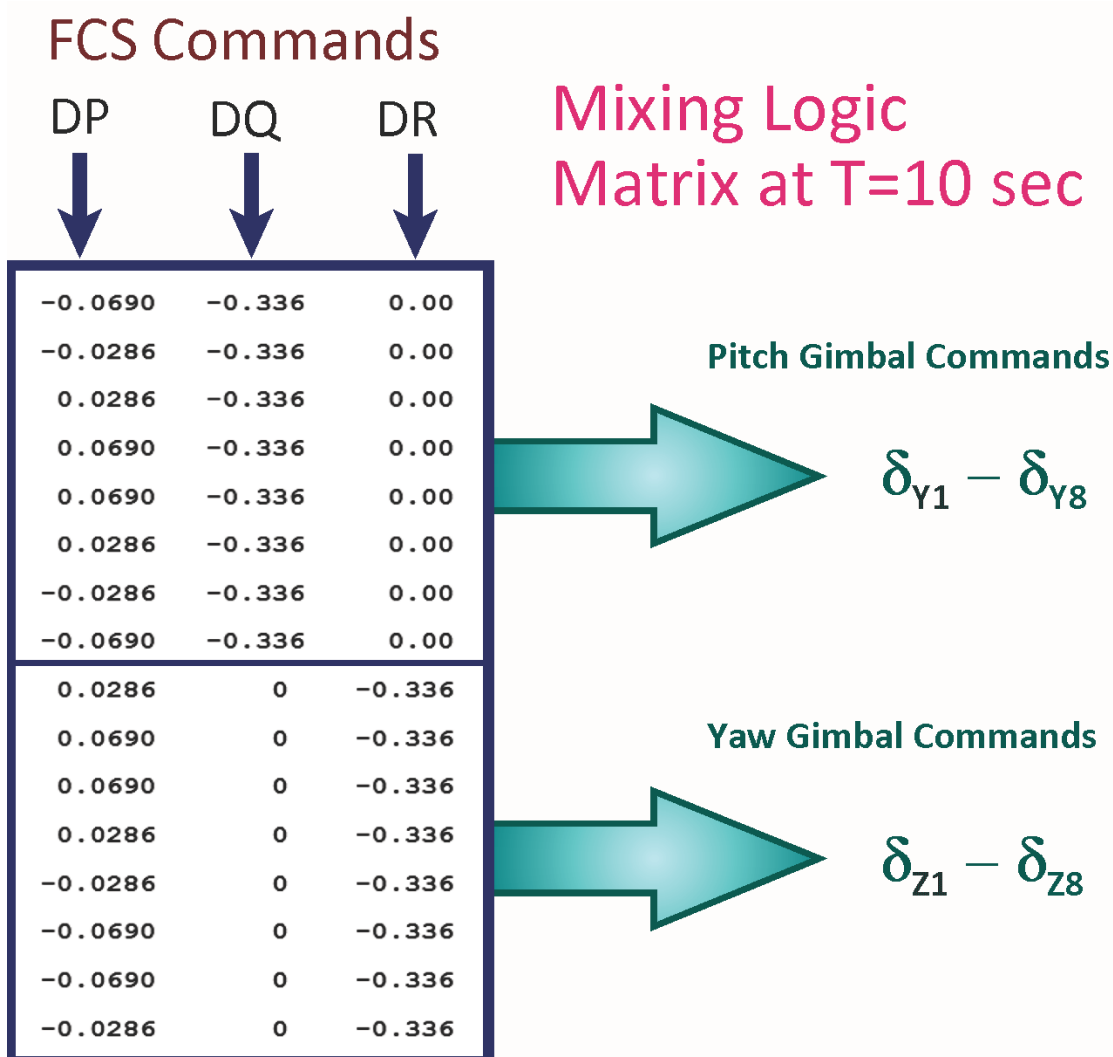 FCS Commands
DP DQ DR
Mixing Logic
Matrix at T=10 sec
-0.0690 -0.336 0.00
-0.0286 -0.336 0.00
0.0286 -0.336 0.00
0.0690 -0.336 0.00
0.0690 -0.336 0.00
0.0286 -0.336 0.00
-0.0286 -0.336 0.00
-0.0690 -0.336 0.00
Pitch Gimbal Commands
δY1 – δY8
0.0286 0 -0.336
0.0690 0 -0.336
0.0690 0 -0.336
0.0286 0 -0.336
-0.0286 0 -0.336
-0.0690 0 -0.336
-0.0690 0 -0.336
-0.0286 0 -0.336
Yaw Gimbal Commands
δZ1 – δZ8